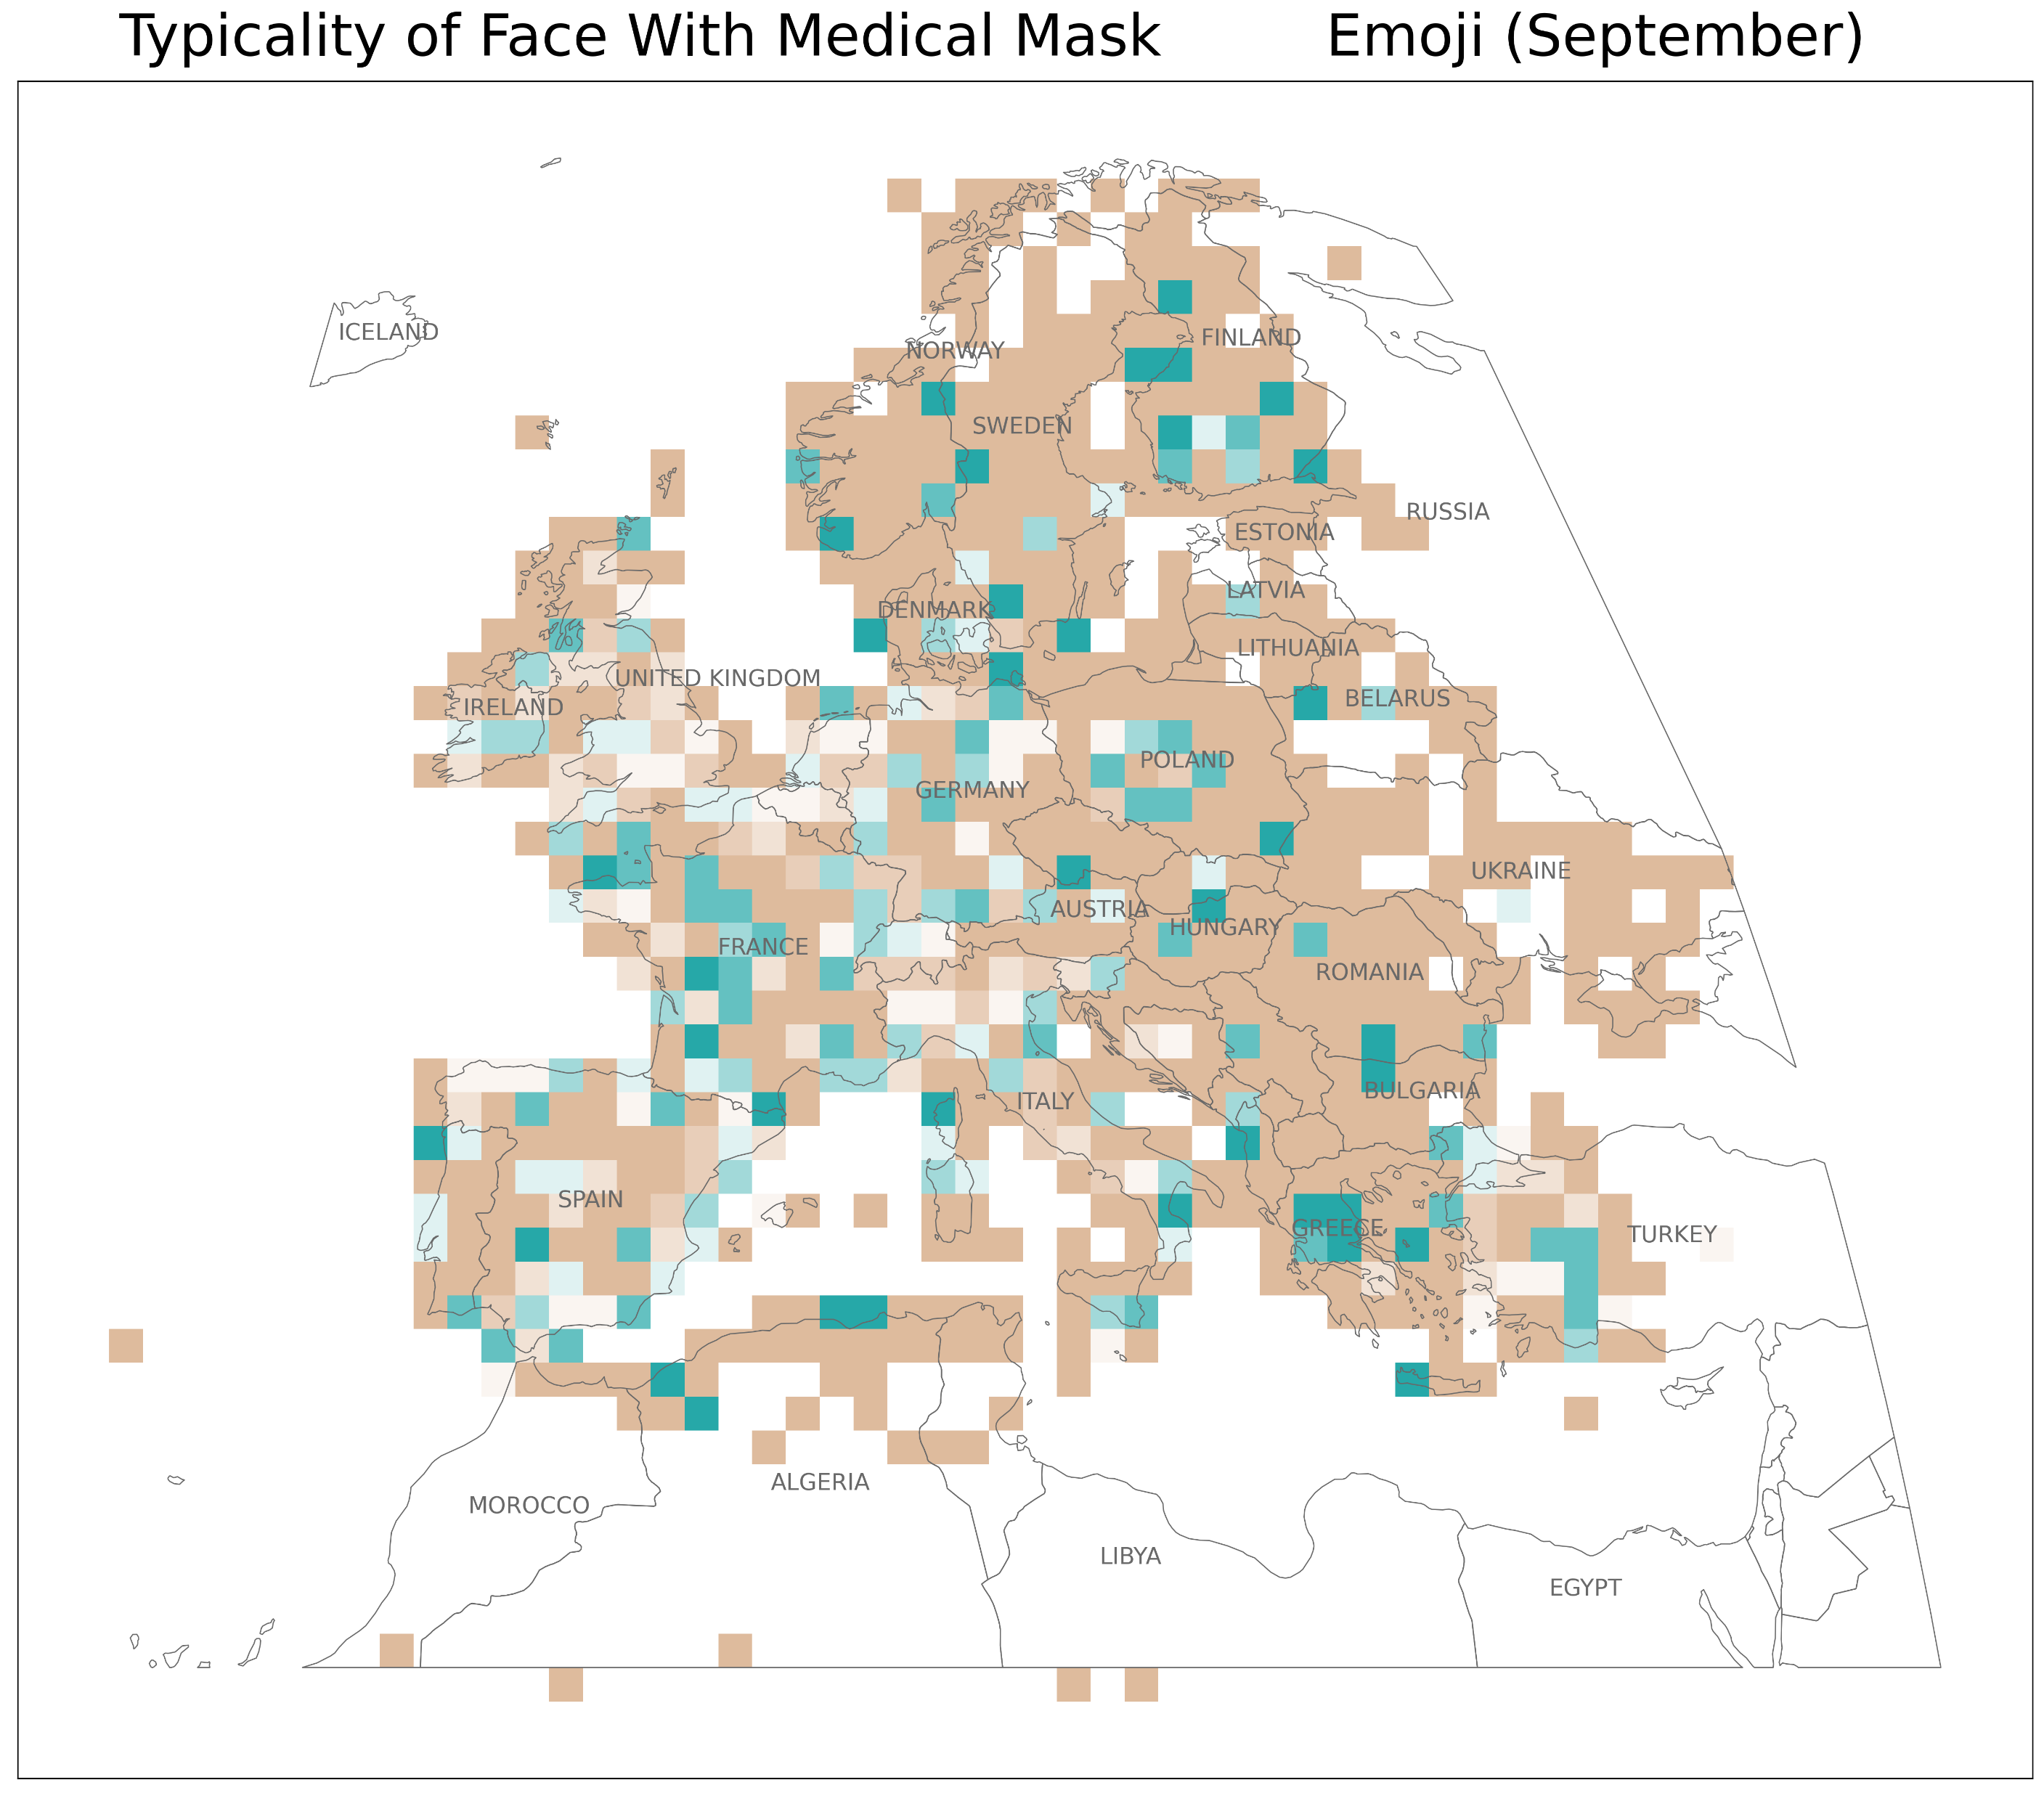 Typicality of Face With Medical Mask Emoji (September)
ICELAND
FINLAND
NORWAY
SWEDEN
RUSSIA
ESTONIA
LATVIA
DENMARK
LITHUANIA
UNITED KINGDOM
BELARUS
IRELAND
POLAND
GERMANY
UKRAINE
AUSTRIA
HUNGARY
FRANCE
ROMANIA
BULGARIA
ITALY
SPAIN
GREECE
TURKEY
ALGERIA
MOROCCO
LIBYA
EGYPT